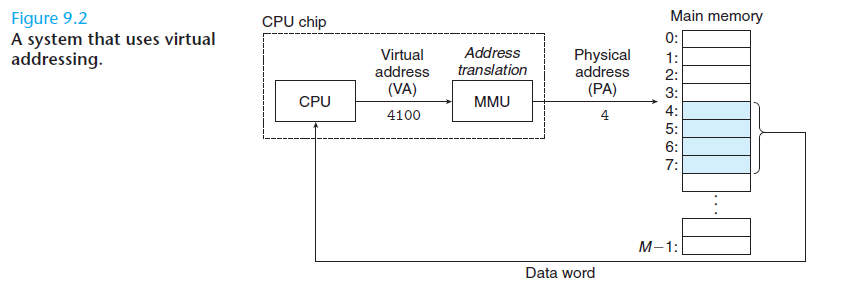 Figure 9.2
A system that uses virtual
addressing.
CPU chip
CPU
Virtual
address
(VA)
4100
Address
translation
MMU
Physical
address
(PA)
4
Main memory
0:
1:
2:
3:
4:
5:
6:
7:
. . .
M–1:
Data word